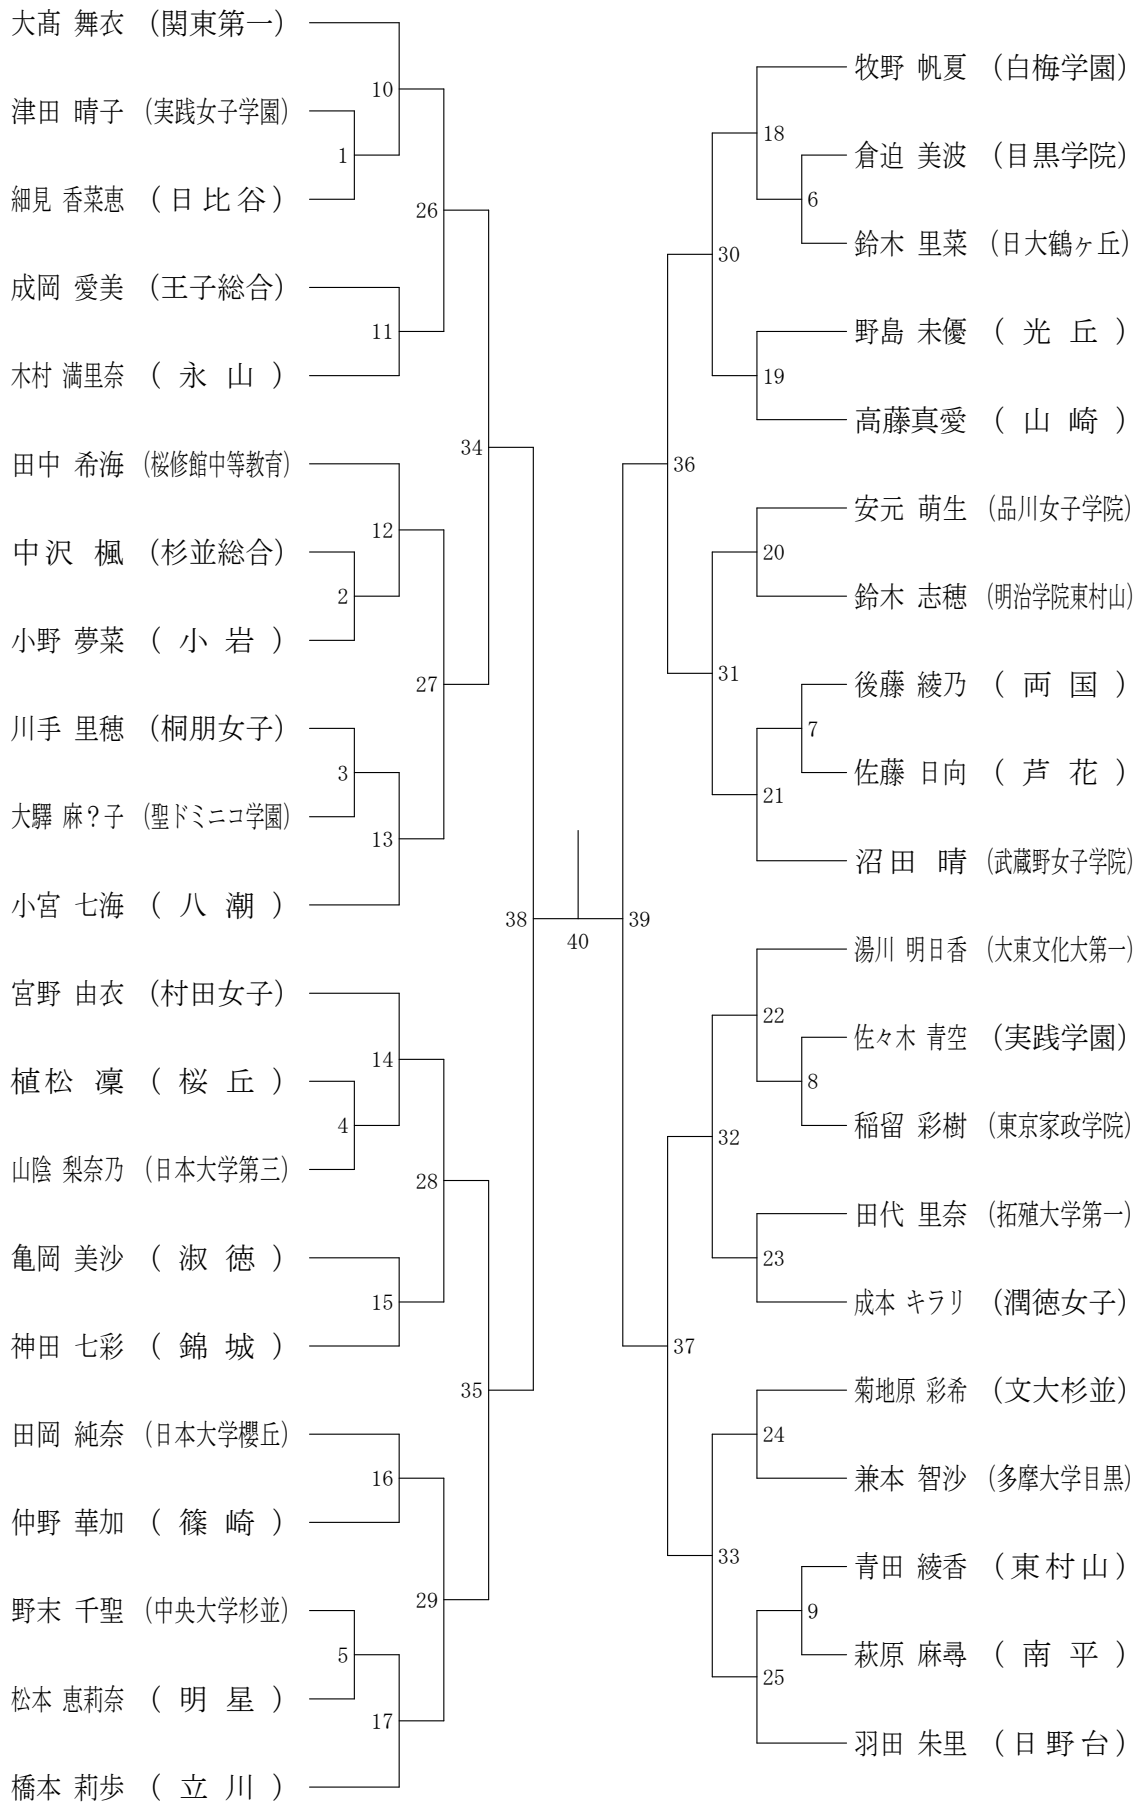 大髙 舞衣 (関東第一)
津田 晴子 (実践女子学園)
細見 香菜恵 (日比谷)
成岡 愛美 (王子総合)
木村 満里奈 (永山)
田中 希海 (桜修館中等教育)
中沢 楓 (杉並総合)
小野 夢菜 (小岩)
川手 里穂 (桐朋女子)
大驛 麻?子 (聖ドミニコ学園)
小宮 七海 (八潮)
宮野 由衣 (村田女子)
植松 凜 (桜丘)
山陰 梨奈乃 (日本大学第三)
亀岡 美沙 (淑徳)
神田 七彩 (錦城)
田岡 純奈 (日本大学櫻丘)
仲野 華加 (篠崎)
野末 千聖 (中央大学杉並)
松本 恵莉奈 (明星)
橋本 莉歩 (立川)
1
2
3
4
5
10
11
12
13
14
15
16
17
26
27
28
29
34
35
38
40
39
36
37
30
31
32
33
18
19
20
21
22
23
24
25
6
7
8
9
牧野 帆夏 (白梅学園)
倉迫 美波 (目黒学院)
鈴木 里菜 (日大鶴ヶ丘)
野島 未優 (光丘)
高藤真愛 (山崎)
安元 萌生 (品川女子学院)
鈴木 志穂 (明治学院東村山)
後藤 綾乃 (両国)
佐藤 日向 (芦花)
沼田 晴 (武蔵野女子学院)
湯川 明日香 (大東文化大第一)
佐々木 青空 (実践学園)
稲留 彩樹 (東京家政学院)
田代 里奈 (拓殖大学第一)
成本 キラリ (潤徳女子)
菊地原 彩希 (文大杉並)
兼本 智沙 (多摩大学目黒)
青田 綾香 (東村山)
萩原 麻尋 (南平)
羽田 朱里 (日野台)